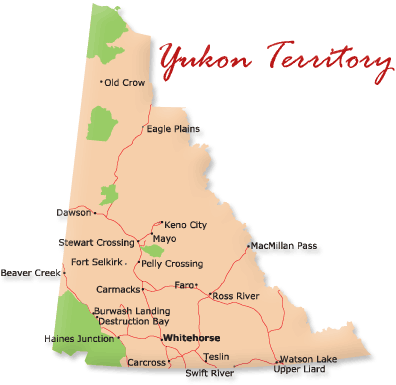 Yukon Territory
Old Crow
Eagle Plains
Dawson
Keno City
Mayo
Stewart Crossing
MacMillan Pass
Fort Selkirk
Pelly Crossing
Beaver Creek
Carmacks
Faro
Ross River
Burwash Landing
Destruction Bay
Haines Junction
Whitehorse
Carcross
Teslin
Watson Lake
Swift River
Upper Liard